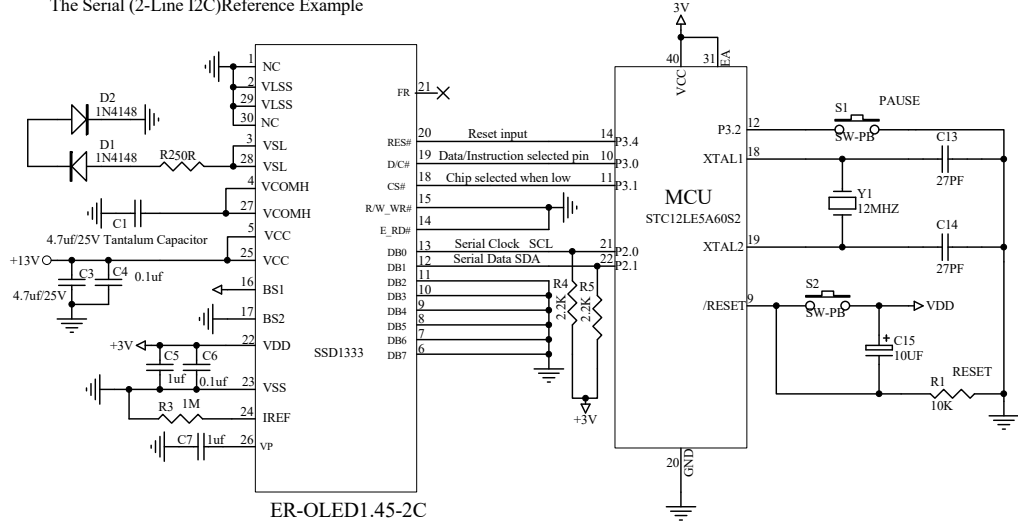 The Serial (2-Line I2C)Reference Example
3V
1 NC
2 VLSS
29 VLSS
30 NC
3 VSL
28 VSL
4 VCOMH
27 VCOMH
5 VCC
25 VCC
16 BS1
17 BS2
22 VDD
23 VSS
24 IREF
26 VP
D2
1N4148
D1
1N4148
R2 50R
C1
4.7uf/25V Tantalum Capacitor
+13V
C3
4.7uf/25V
C4
0.1uf
+3V
C5
1uf
C6
0.1uf
R3 1M
C7 1uf
SSD1333
ER-OLED1.45-2C
FR 21
RES# 20 Reset input 14 P3.4
D/C# 19 Data/Instruction selected pin 10 P3.0
CS# 18 Chip selected when low 11 P3.1
R/W_WR# 15
E_RD# 14
DB0 13 Serial Clock SCL 21 P2.0
DB1 12 Serial Data SDA 22 P2.1
DB2 11
DB3 10
DB4 9
DB5 8
DB6 7
DB7 6
R4
2.2K
R5
2.2K
+3V
40
VCC
31
EA
MCU
STC12LE5A60S2
20
GND
P3.2 12
XTAL1 18
XTAL2 19
/RESET 9
S1
PAUSE
SW-PB
C13
27PF
Y1
12MHZ
C14
27PF
S2
SW-PB
VDD
+
C15
10UF
R1
10K
RESET